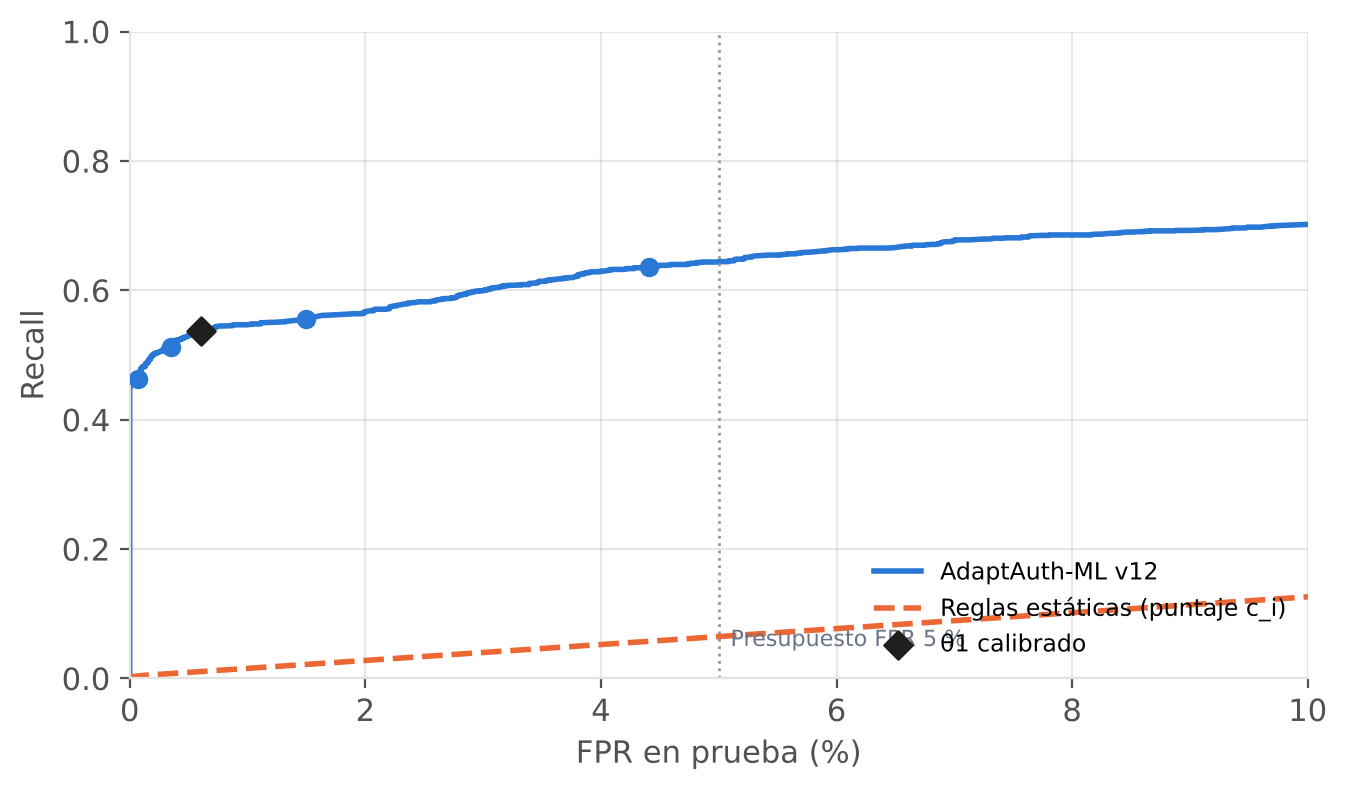 1.0
0.8
0.6
0.4
0.2
0.0
Recall
AdaptAuth-ML v12
Reglas estáticas (puntaje c_i)
θ1 calibrado
Presupuesto FPR 5 %
0 2 4 6 8 10
FPR en prueba (%)